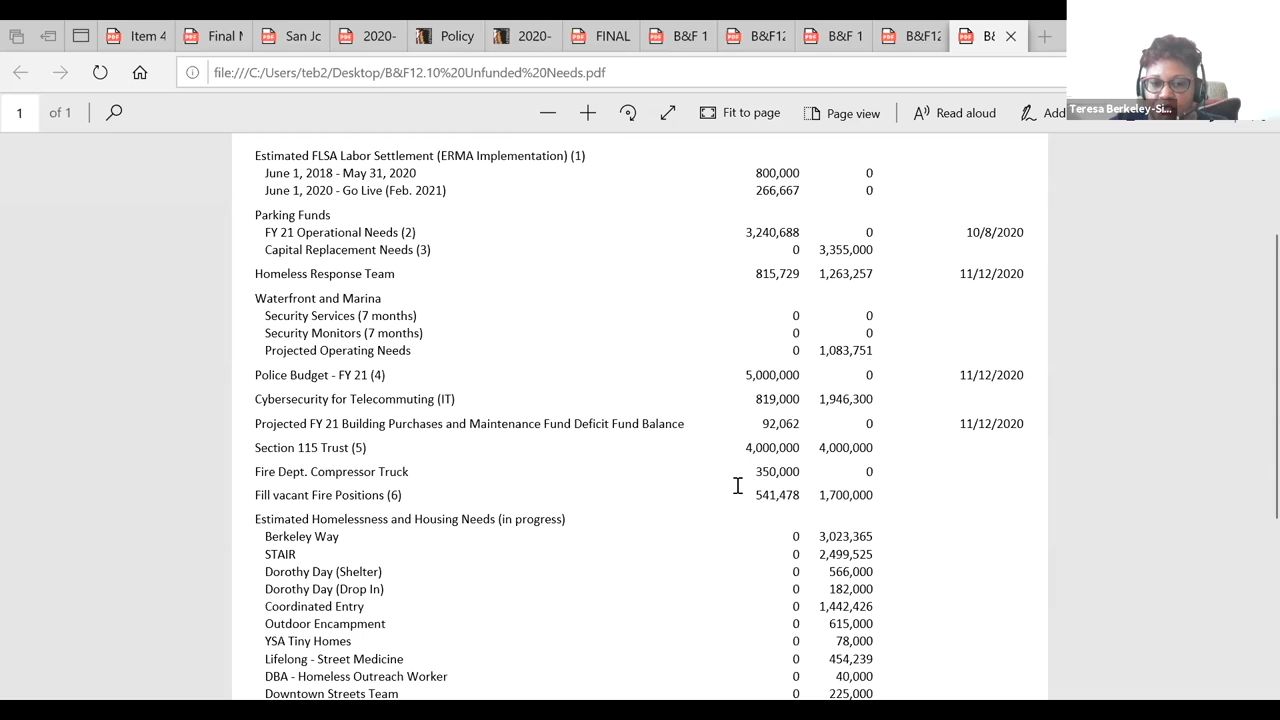 Item 4 Final San Jo 2020- Policy 2020- FINAL B&F 1 B&F12 B&F 1 B&F12 B&
file:///C:/Users/teb2/Desktop/B&F12.10%20Unfunded%20Needs.pdf
1 of 1 Fit to page Page view Read aloud Add
Teresa Berkeley-Si...
Estimated FLSA Labor Settlement (ERMA Implementation) (1)
June 1, 2018 - May 31, 2020 800,000 0
June 1, 2020 - Go Live (Feb. 2021) 266,667 0
Parking Funds
FY 21 Operational Needs (2) 3,240,688 0 10/8/2020
Capital Replacement Needs (3) 0 3,355,000
Homeless Response Team 815,729 1,263,257 11/12/2020
Waterfront and Marina
Security Services (7 months) 0 0
Security Monitors (7 months) 0 0
Projected Operating Needs 0 1,083,751
Police Budget - FY 21 (4) 5,000,000 0 11/12/2020
Cybersecurity for Telecommuting (IT) 819,000 1,946,300
Projected FY 21 Building Purchases and Maintenance Fund Deficit Fund Balance 92,062 0 11/12/2020
Section 115 Trust (5) 4,000,000 4,000,000
Fire Dept. Compressor Truck 350,000 0
Fill vacant Fire Positions (6) 541,478 1,700,000
Estimated Homelessness and Housing Needs (in progress)
Berkeley Way 0 3,023,365
STAIR 0 2,499,525
Dorothy Day (Shelter) 0 566,000
Dorothy Day (Drop In) 0 182,000
Coordinated Entry 0 1,442,426
Outdoor Encampment 0 615,000
YSA Tiny Homes 0 78,000
Lifelong - Street Medicine 0 454,239
DBA - Homeless Outreach Worker 0 40,000
Downtown Streets Team 0 225,000